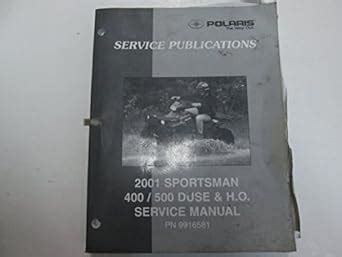 POLARIS
The Way Out.
SERVICE PUBLICATIONS
2001 SPORTSMAN
400 / 500 DUSE & H.O.
SERVICE MANUAL
PN 9916581